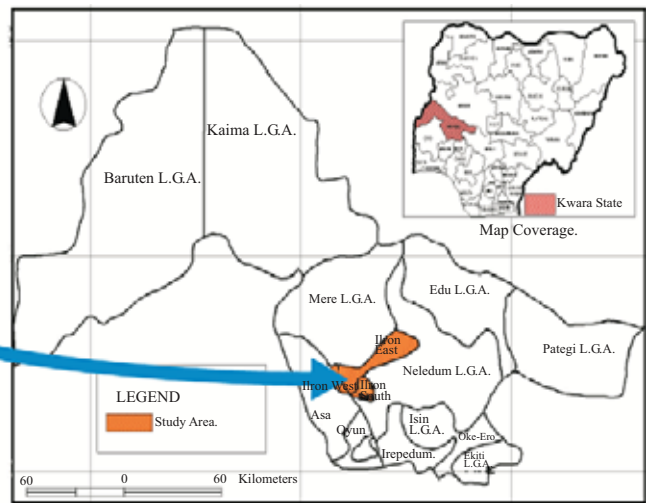 Kaima L.G.A.
Baruten L.G.A.
Kwara State
Map Coverage.
Mere L.G.A.
Edu L.G.A.
Pategi L.G.A.
Ilron
East
Neledum L.G.A.
Ilron West
Ilron
South
LEGEND
Study Area.
Asa
Oyun
Isin
L.G.A.
Oke-Ero
Irepedum.
Ekiti
L.G.A.
60
0
60
Kilometers